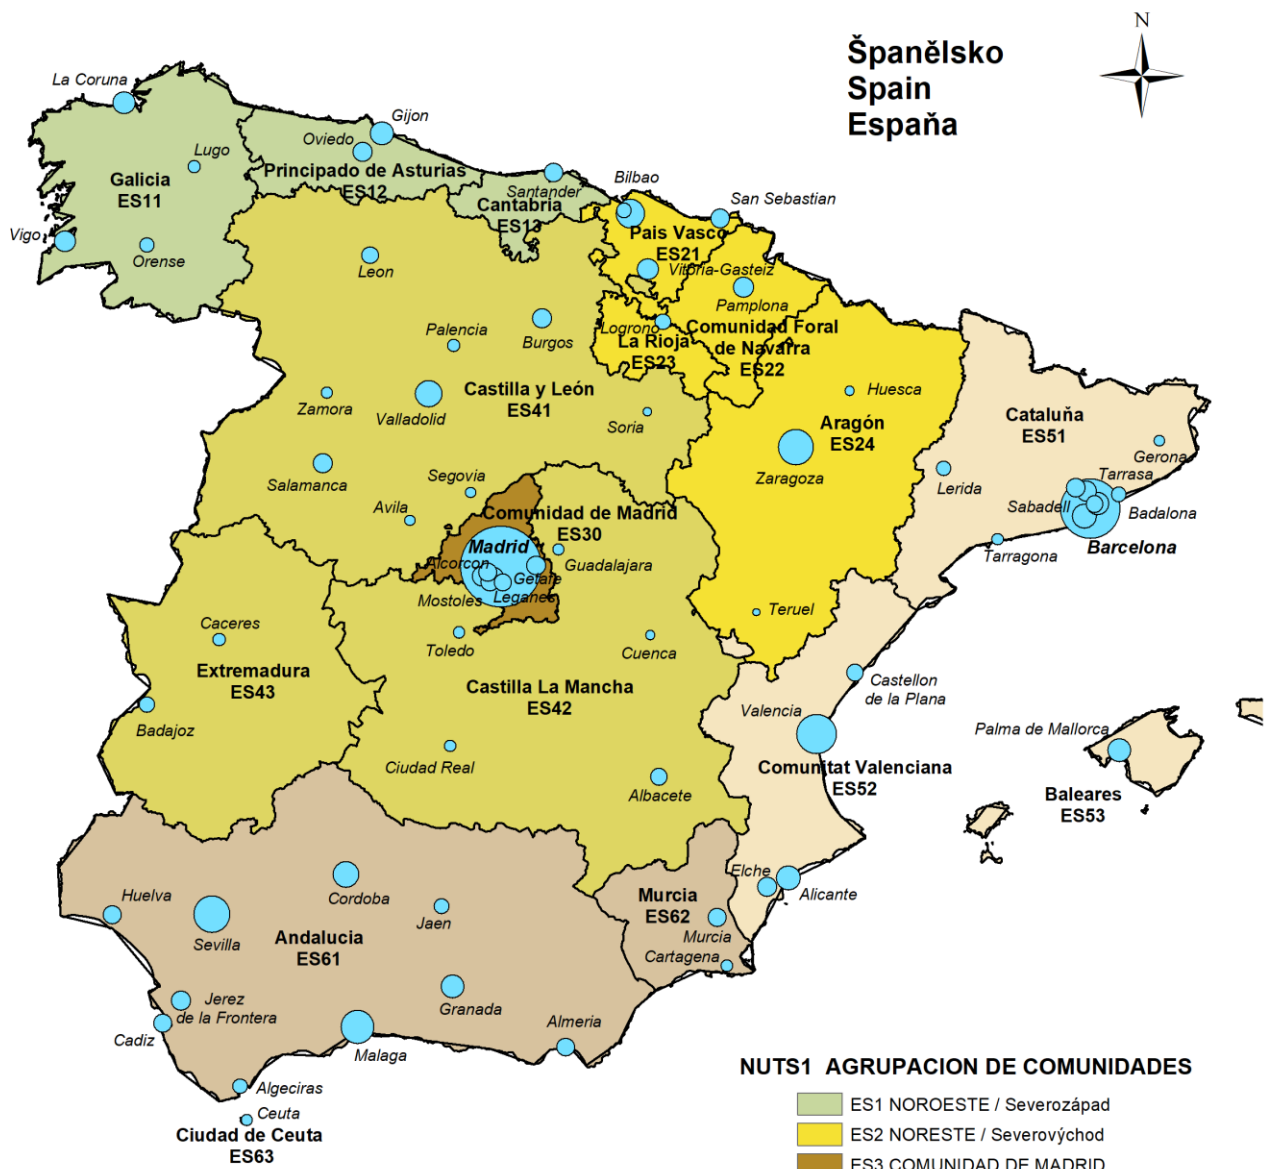 N
Španělsko
Spain
Espaňa
La Coruna
Gijon
Oviedo
Lugo
Principado de Asturias
ES12
Galicia
ES11
Santander
Cantabria
ES13
Bilbao
San Sebastian
Pais Vasco
ES21
Vigo
Orense
Leon
Vitoria-Gasteiz
Pamplona
Palencia
Burgos
Logrono
La Rioja
ES23
Comunidad Foral
de Navarra
ES22
Zamora
Valladolid
Castilla y León
ES41
Soria
Huesca
Aragón
ES24
Cataluňa
ES51
Gerona
Zaragoza
Lerida
Tarrasa
Sabadell
Badalona
Barcelona
Tarragona
Salamanca
Segovia
Avila
Comunidad de Madrid
ES30
Madrid
Alcorcon
Getafe
Guadalajara
Mostoles
Leganes
Teruel
Caceres
Toledo
Cuenca
Extremadura
ES43
Castilla La Mancha
ES42
Castellon
de la Plana
Badajoz
Valencia
Palma de Mallorca
Ciudad Real
Comunitat Valenciana
ES52
Albacete
Baleares
ES53
Huelva
Cordoba
Elche
Alicante
Jaen
Murcia
ES62
Sevilla
Andalucia
ES61
Murcia
Cartagena
Jerez
de la Frontera
Granada
Cadiz
Almeria
Malaga
Algeciras
Ceuta
Ciudad de Ceuta
ES63
NUTS1 AGRUPACION DE COMUNIDADES
ES1 NOROESTE / Severozápad
ES2 NORESTE / Severovýchod
ES3 COMUNIDAD DE MADRID